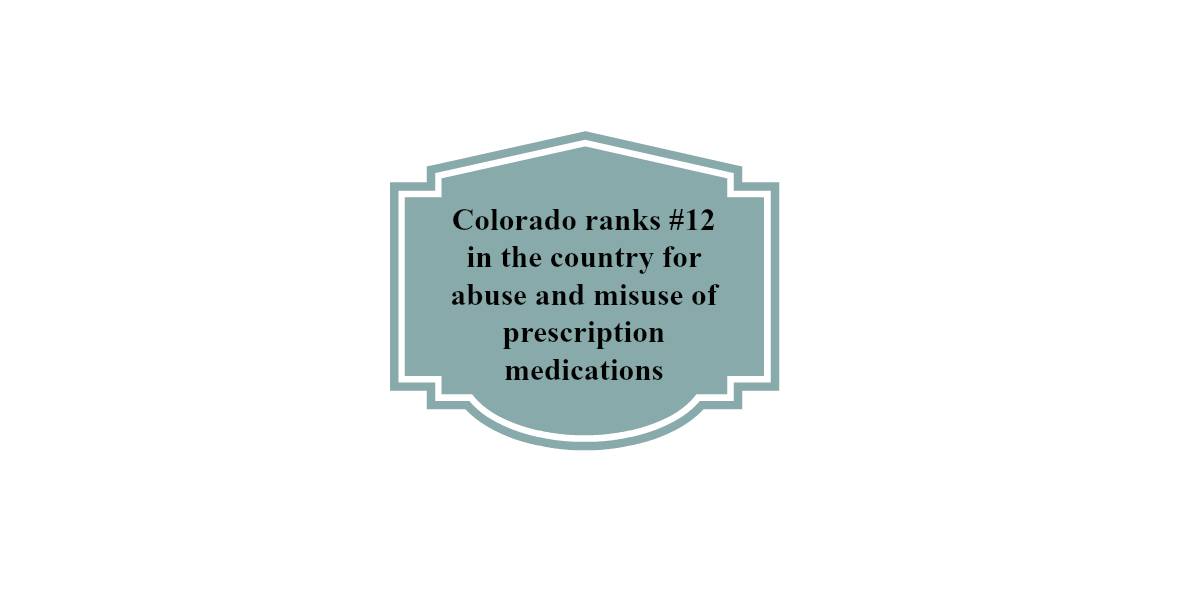 Colorado ranks #12
in the country for
abuse and misuse of
prescription
medications